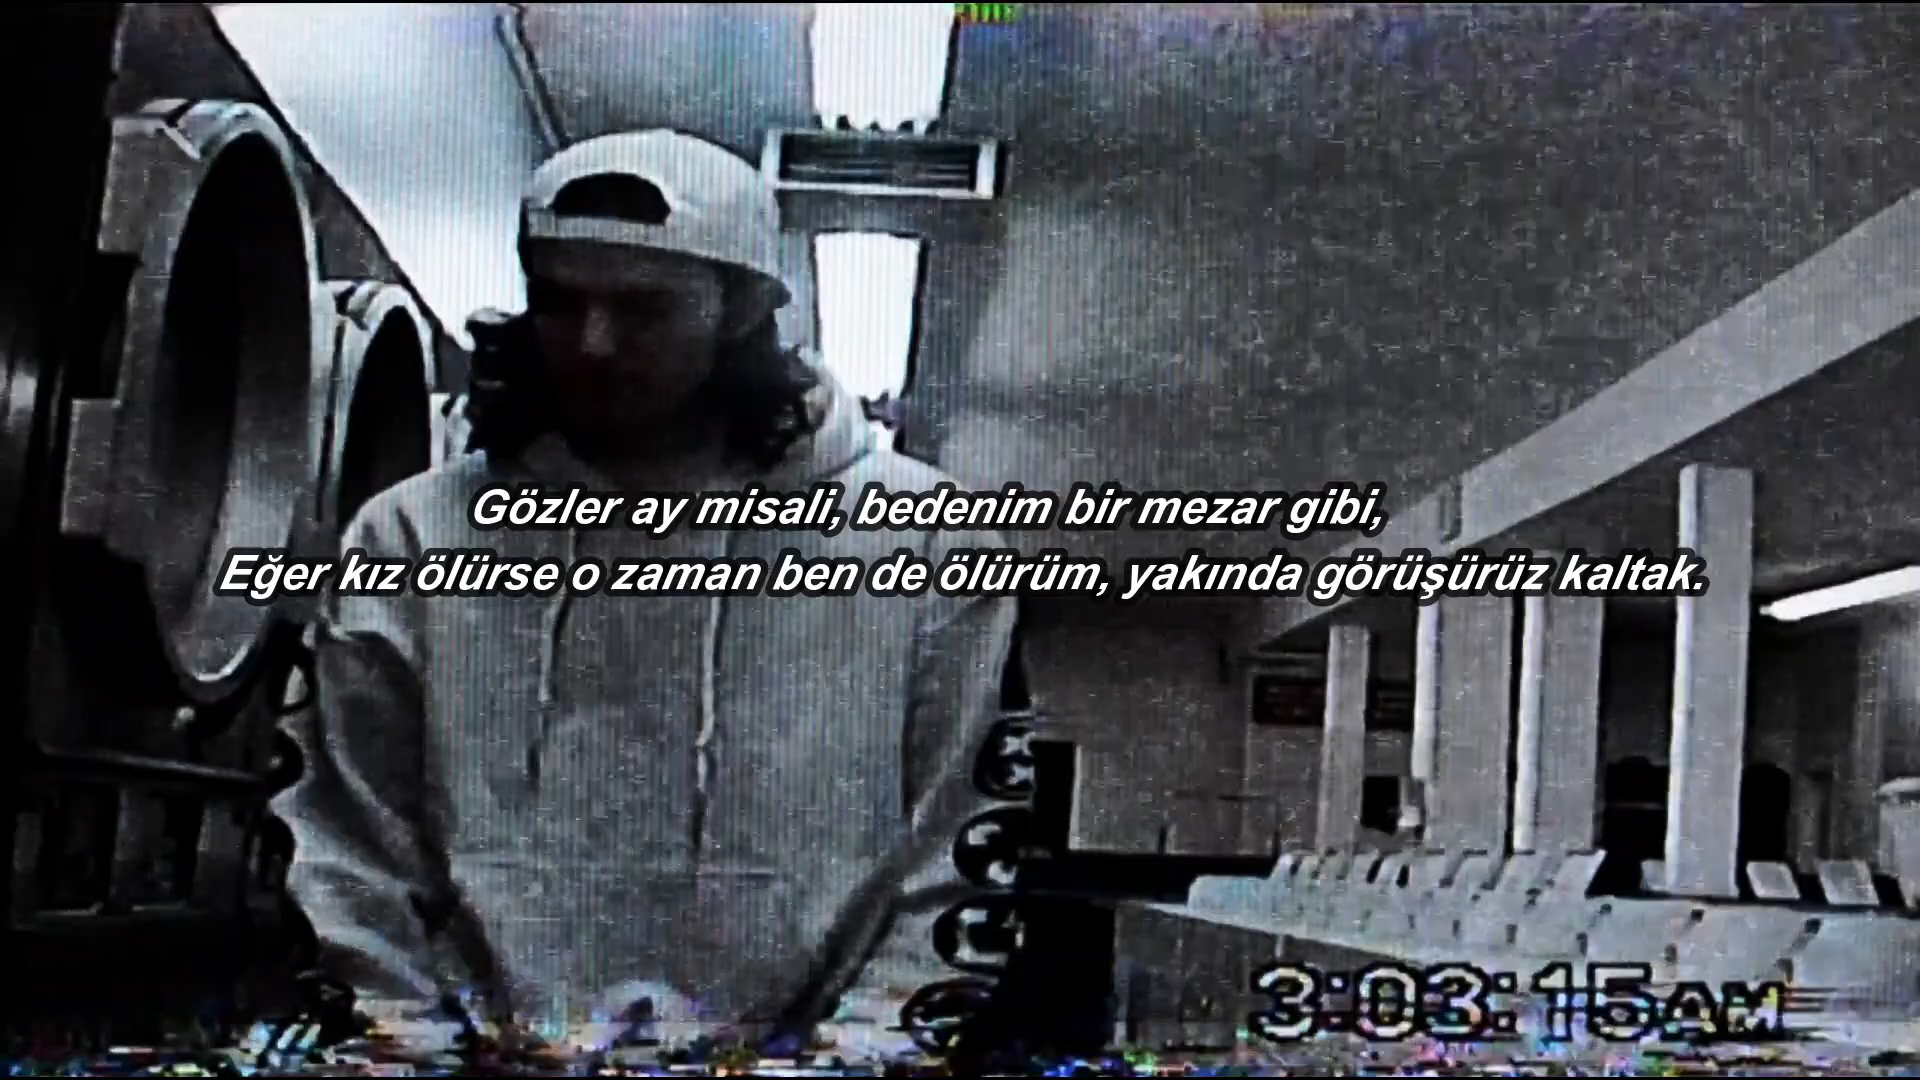 Gözler ay misali, bedenim bir mezar gibi,
Eğer kız ölürse o zaman ben de ölürüm, yakında görüşürüz kaltak.
3:03:15AM